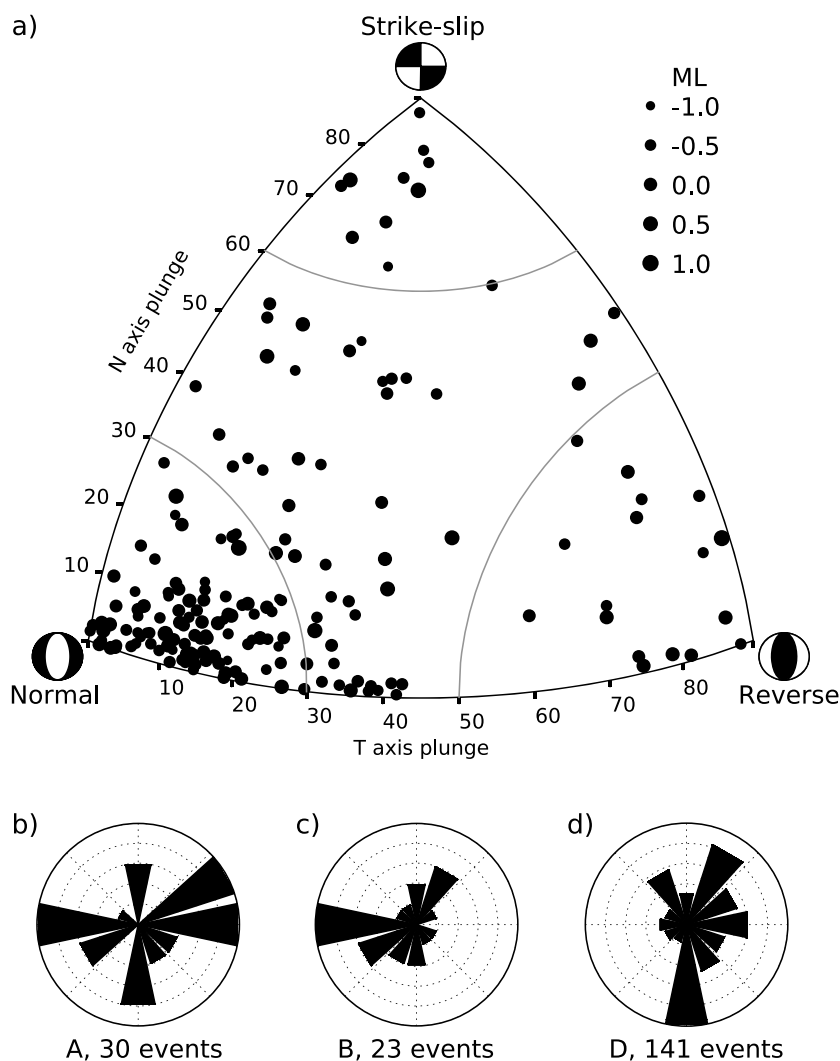 a)
Strike-slip
ML
-1.0
-0.5
0.0
0.5
1.0
N axis plunge
80
70
60
50
40
30
20
10
Normal
Reverse
10
20
30
40
50
60
70
80
T axis plunge
b)
c)
d)
A, 30 events
B, 23 events
D, 141 events